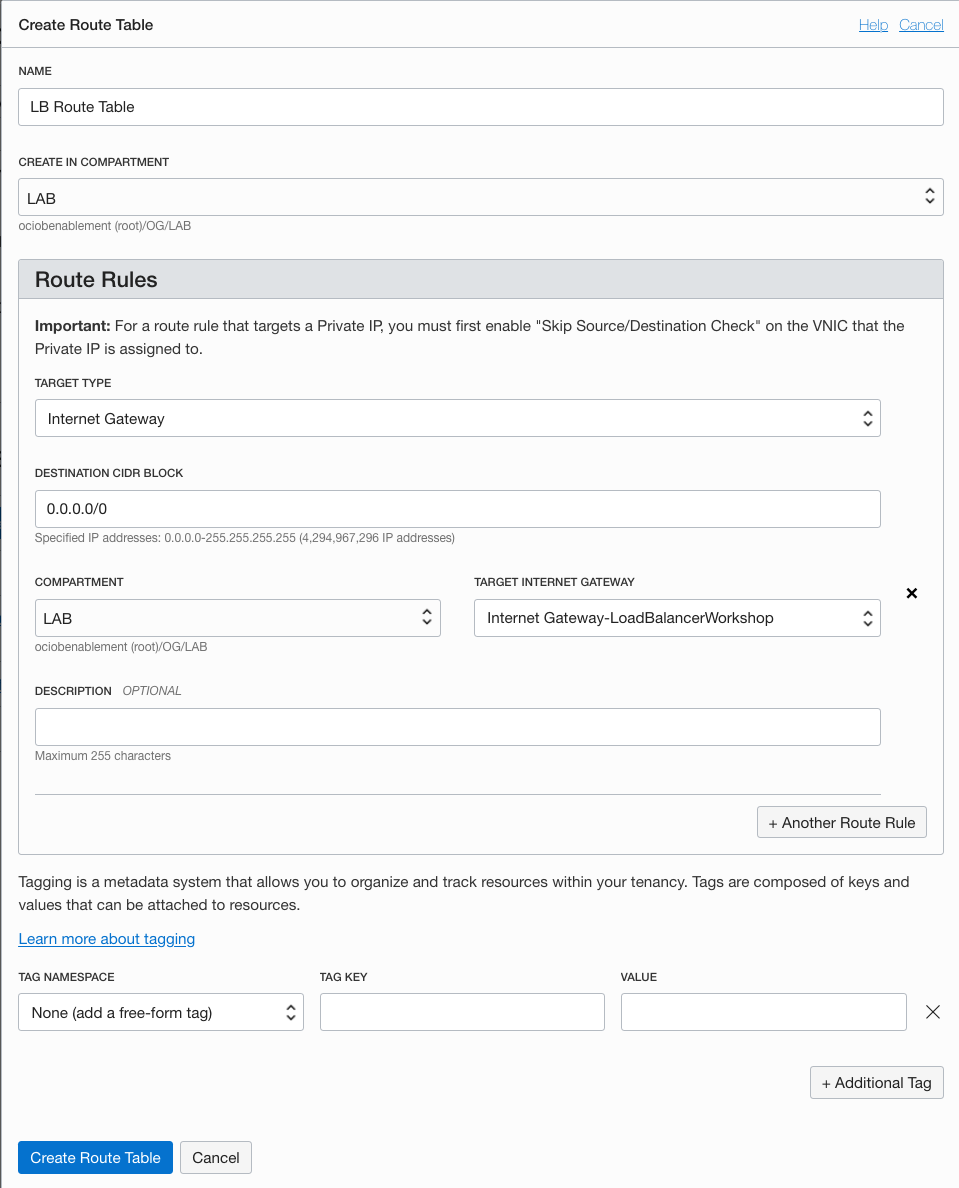 Create Route Table
Help Cancel
NAME
LB Route Table
CREATE IN COMPARTMENT
LAB
ociobenablement (root)/OG/LAB
Route Rules
Important: For a route rule that targets a Private IP, you must first enable "Skip Source/Destination Check" on the VNIC that the
Private IP is assigned to.
TARGET TYPE
Internet Gateway
DESTINATION CIDR BLOCK
0.0.0.0/0
Specified IP addresses: 0.0.0.0-255.255.255.255 (4,294,967,296 IP addresses)
COMPARTMENT
LAB
ociobenablement (root)/OG/LAB
TARGET INTERNET GATEWAY
Internet Gateway-LoadBalancerWorkshop
DESCRIPTION OPTIONAL
Maximum 255 characters
+ Another Route Rule
Tagging is a metadata system that allows you to organize and track resources within your tenancy. Tags are composed of keys and
values that can be attached to resources.
Learn more about tagging
TAG NAMESPACE
None (add a free-form tag)
TAG KEY
VALUE
+ Additional Tag
Create Route Table
Cancel